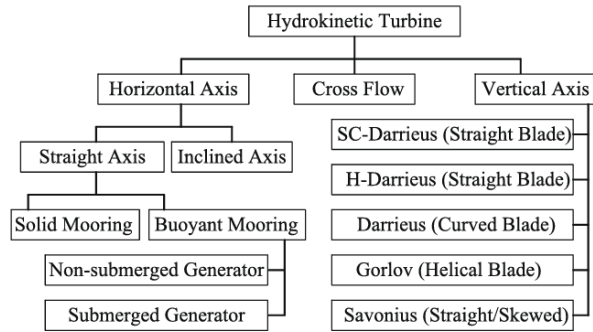 Hydrokinetic Turbine
Horizontal Axis
Cross Flow
Vertical Axis
Straight Axis
Inclined Axis
Solid Mooring
Buoyant Mooring
Non-submerged Generator
Submerged Generator
SC-Darrieus (Straight Blade)
H-Darrieus (Straight Blade)
Darrieus (Curved Blade)
Gorlov (Helical Blade)
Savonius (Straight/Skewed)